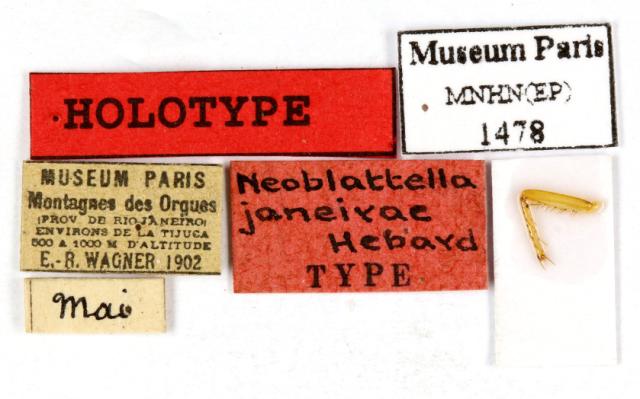 HOLOTYPE
Museum Paris
MNHN(EP)
1478
MUSEUM PARIS
Montagnes des Orgues
(PROV. DE RIO JANEIRO)
ENVIRONS DE LA TIJUCA
500 A 1000 M D'ALTITUDE
E.-R. WAGNER 1902
Neoblattella
janeirae
Hebard
TYPE
Mai